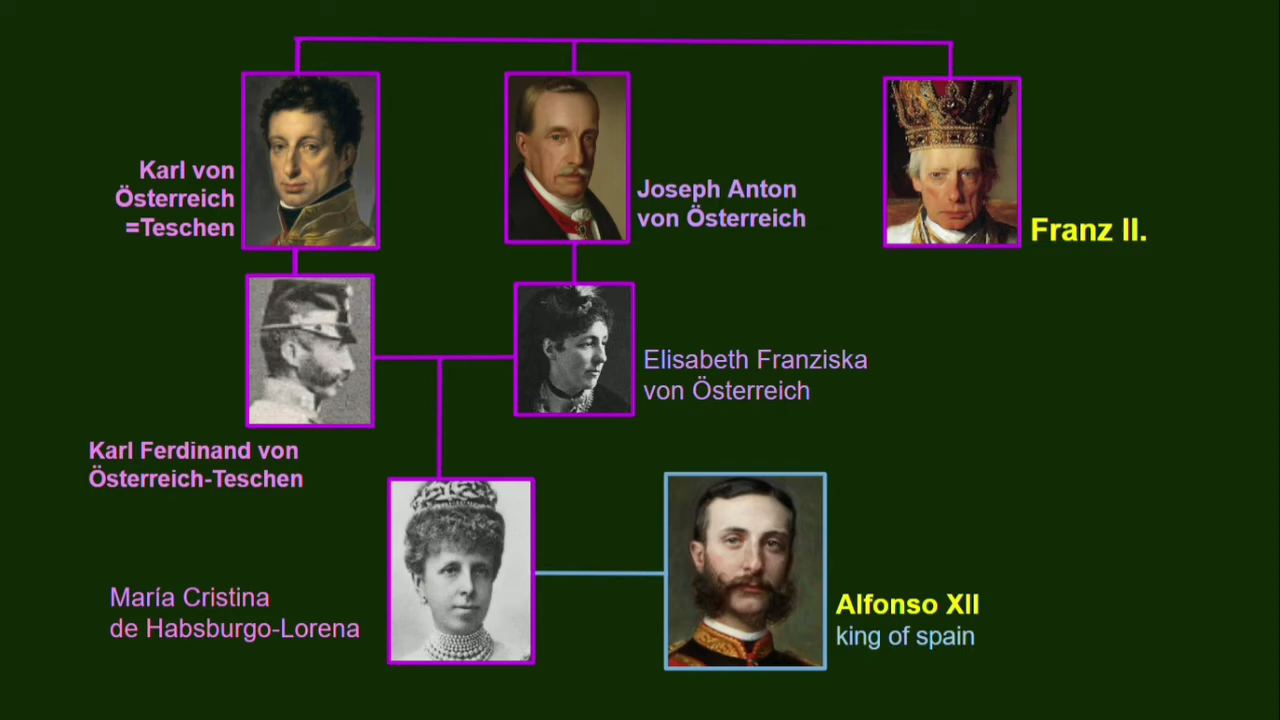 Karl von
Österreich
=Teschen
Joseph Anton
von Österreich
Franz II.
Elisabeth Franziska
von Österreich
Karl Ferdinand von
Österreich-Teschen
María Cristina
de Habsburgo-Lorena
Alfonso XII
king of spain